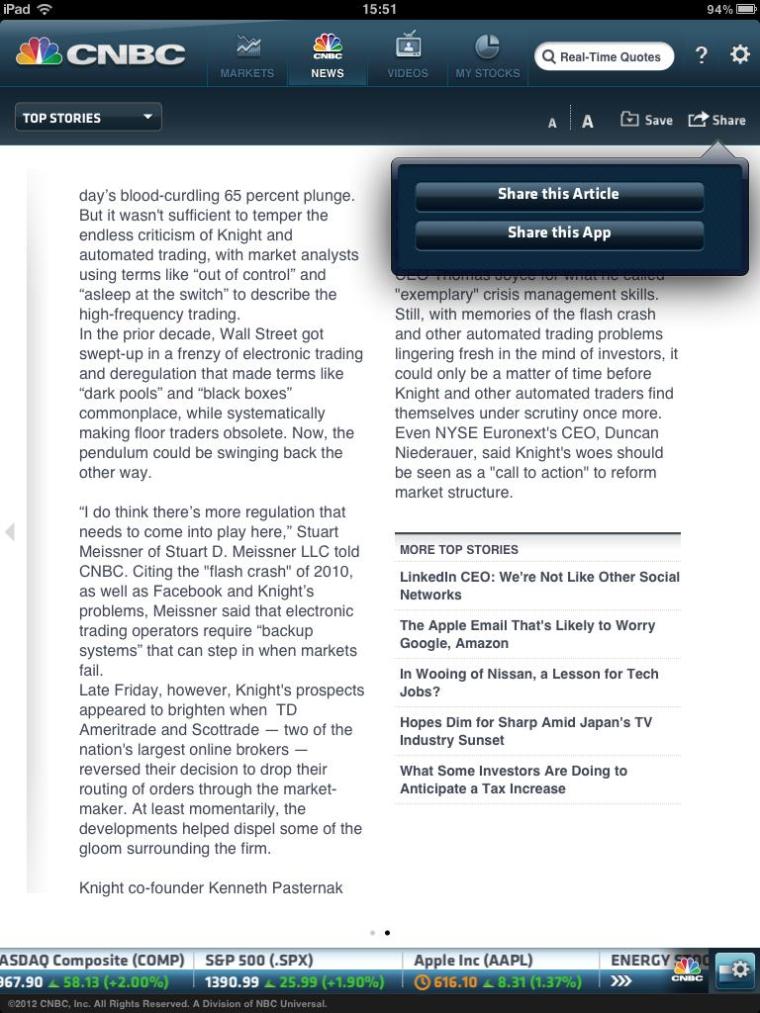 iPad 15:51 94%
CNBC
MARKETS
CNBC
NEWS
VIDEOS
MY STOCKS
Real-Time Quotes
?
TOP STORIES
A A Save Share
Share this Article
Share this App
day's blood-curdling 65 percent plunge.
But it wasn't sufficient to temper the
endless criticism of Knight and
automated trading, with market analysts
using terms like “out of control” and
“asleep at the switch” to describe the
high-frequency trading.
In the prior decade, Wall Street got
swept-up in a frenzy of electronic trading
and deregulation that made terms like
“dark pools” and “black boxes”
commonplace, while systematically
making floor traders obsolete. Now, the
pendulum could be swinging back the
other way.
“I do think there's more regulation that
needs to come into play here,” Stuart
Meissner of Stuart D. Meissner LLC told
CNBC. Citing the "flash crash" of 2010,
as well as Facebook and Knight's
problems, Meissner said that electronic
trading operators require “backup
systems” that can step in when markets
fail.
Late Friday, however, Knight's prospects
appeared to brighten when TD
Ameritrade and Scottrade — two of the
nation's largest online brokers —
reversed their decision to drop their
routing of orders through the market-
maker. At least momentarily, the
developments helped dispel some of the
gloom surrounding the firm.
Knight co-founder Kenneth Pasternak
CEO Thomas Joyce for what he called
"exemplary" crisis management skills.
Still, with memories of the flash crash
and other automated trading problems
lingering fresh in the mind of investors, it
could only be a matter of time before
Knight and other automated traders find
themselves under scrutiny once more.
Even NYSE Euronext's CEO, Duncan
Niederauer, said Knight's woes should
be seen as a "call to action" to reform
market structure.
MORE TOP STORIES
LinkedIn CEO: We're Not Like Other Social
Networks
The Apple Email That's Likely to Worry
Google, Amazon
In Wooing of Nissan, a Lesson for Tech
Jobs?
Hopes Dim for Sharp Amid Japan's TV
Industry Sunset
What Some Investors Are Doing to
Anticipate a Tax Increase
ASDAQ Composite (COMP) S&P 500 (.SPX) Apple Inc (AAPL) ENERGY
967.90 58.13 (+2.00%) 1390.99 25.99 (+1.90%) 616.10 8.31 (1.37%) CNBC
©2012 CNBC, Inc. All Rights Reserved. A Division of NBC Universal.